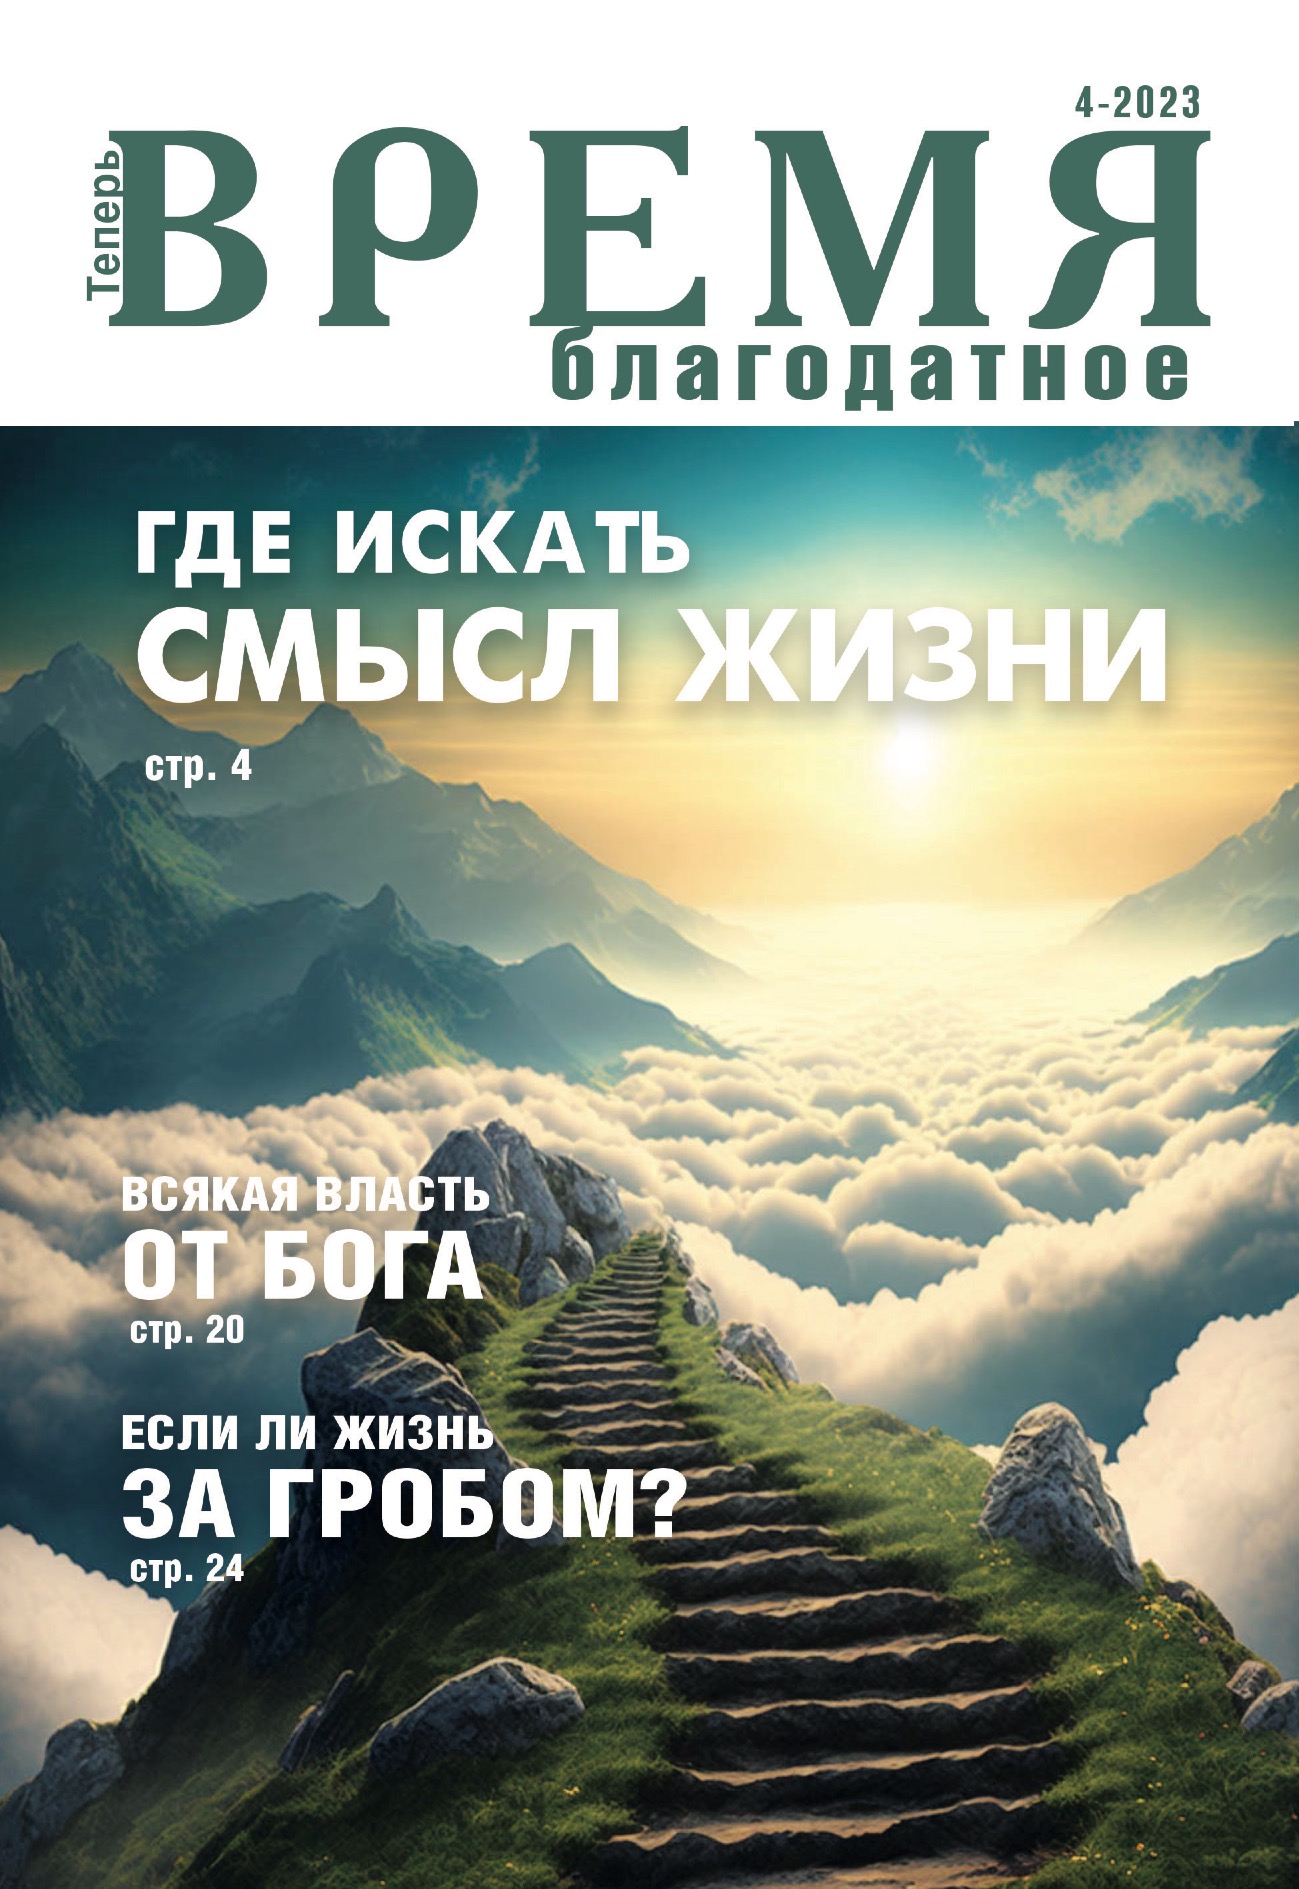 4-2023
Теперь
ВРЕМЯ
благодатное
ГДЕ ИСКАТЬ
СМЫСЛ ЖИЗНИ
стр. 4
ВСЯКАЯ ВЛАСТЬ
ОТ БОГА
стр. 20
ЕСЛИ ЛИ ЖИЗНЬ
ЗА ГРОБОМ?
стр. 24